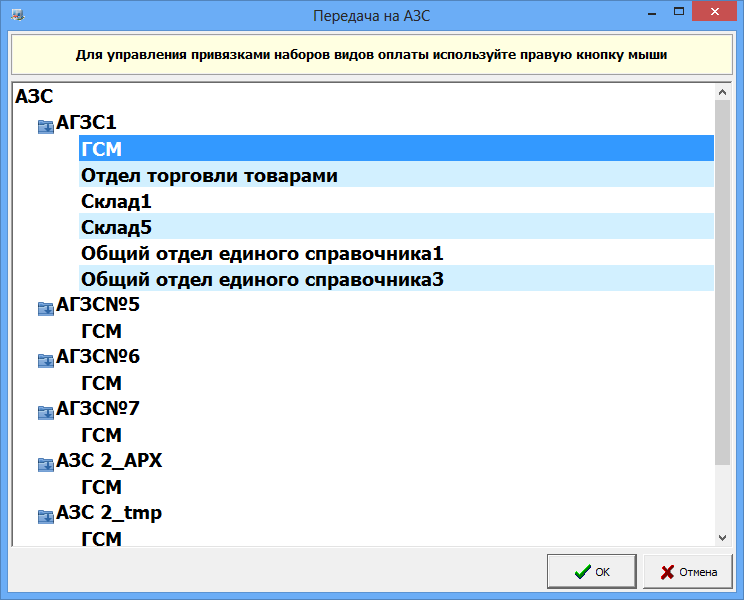 Передача на АЗС
Для управления привязками наборов видов оплаты используйте правую кнопку мыши
АЗС
АГЗС1
ГСМ
Отдел торговли товарами
Склад1
Склад5
Общий отдел единого справочника1
Общий отдел единого справочника3
АГЗС№5
ГСМ
АГЗС№6
ГСМ
АГЗС№7
ГСМ
АЗС 2_АРХ
ГСМ
АЗС 2_tmp
ГСМ
ОК
Отмена